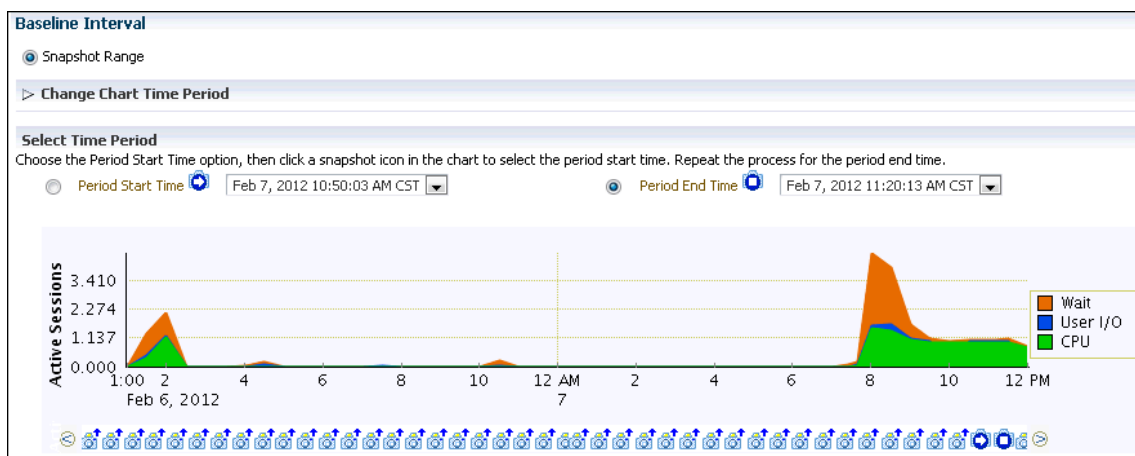 Baseline Interval
Snapshot Range
Change Chart Time Period
Select Time Period
Choose the Period Start Time option, then click a snapshot icon in the chart to select the period start time. Repeat the process for the period end time.
Period Start Time Feb 7, 2012 10:50:03 AM CST Period End Time Feb 7, 2012 11:20:13 AM CST
Active Sessions
3.410
2.274
1.137
0.000
Wait
User I/O
CPU
1:00 2 4 6 8 10 12 AM 2 4 6 8 10 12 PM
Feb 6, 2012 7